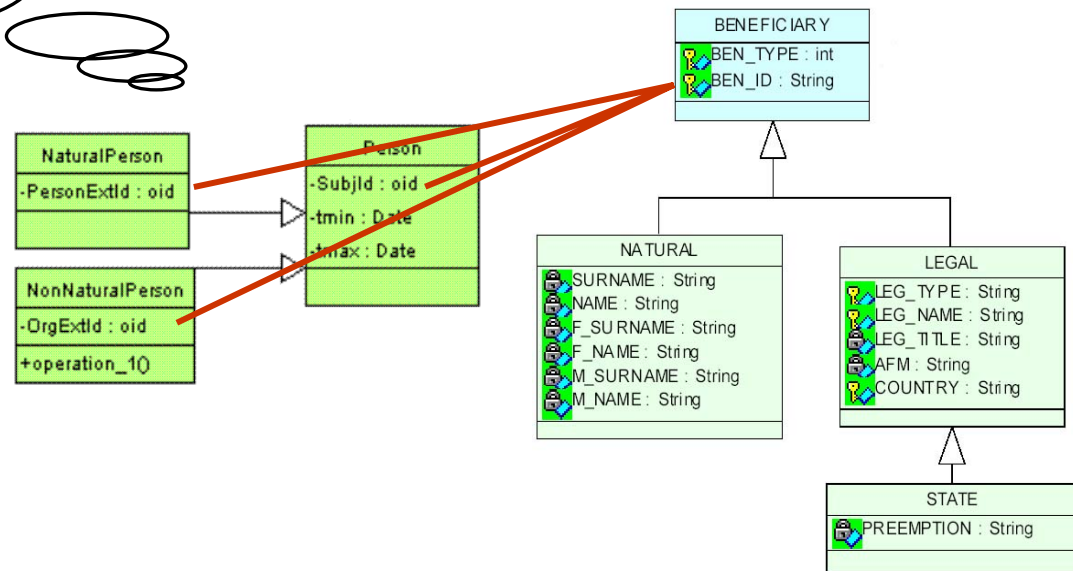 NaturalPerson
-PersonExtId : oid
NonNaturalPerson
-OrgExtId : oid
+operation_1()
Person
-SubjId : oid
-tmin : Date
-tmax : Date
BENEFICIARY
BEN_TYPE : int
BEN_ID : String
NATURAL
SURNAME : String
NAME : String
F_SURNAME : String
F_NAME : String
M_SURNAME : String
M_NAME : String
LEGAL
LEG_TYPE : String
LEG_NAME : String
LEG_TITLE : String
AFM : String
COUNTRY : String
STATE
PREEMPTION : String